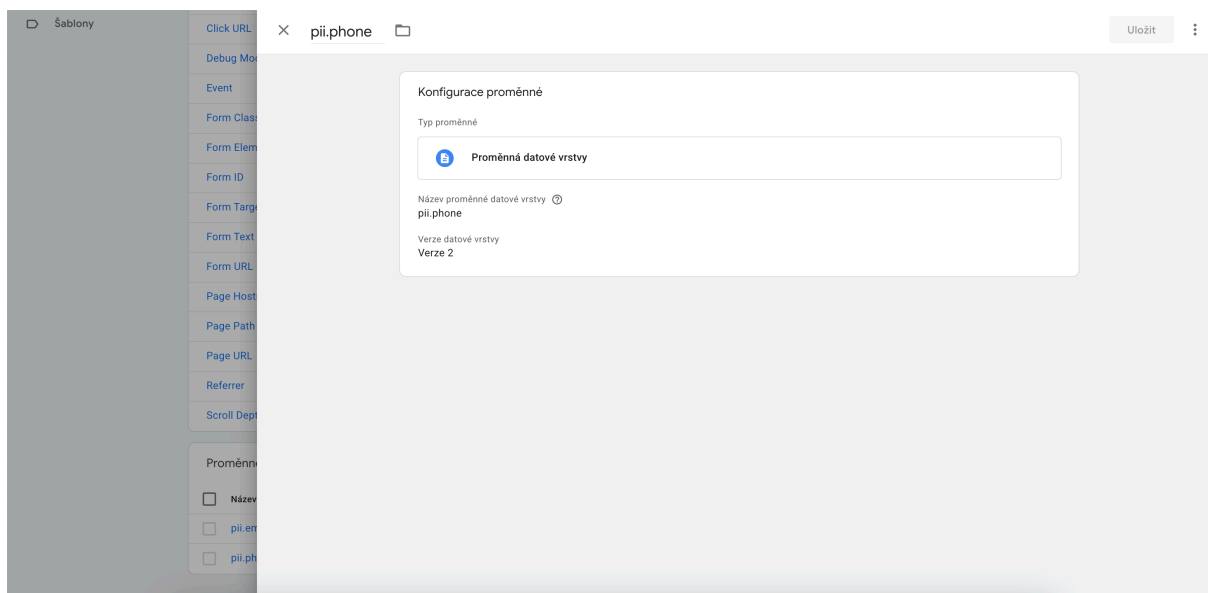 Šablony
Click URL
Debug Mo
Event
Form Class
Form Elem
Form ID
Form Targe
Form Text
Form URL
Page Host
Page Path
Page URL
Referrer
Scroll Dept
Proměnné
Název
pii.em
pii.ph
pii.phone
Uložit
Konfigurace proměnné
Typ proměnné
Proměnná datové vrstvy
Název proměnné datové vrstvy
pii.phone
Verze datové vrstvy
Verze 2